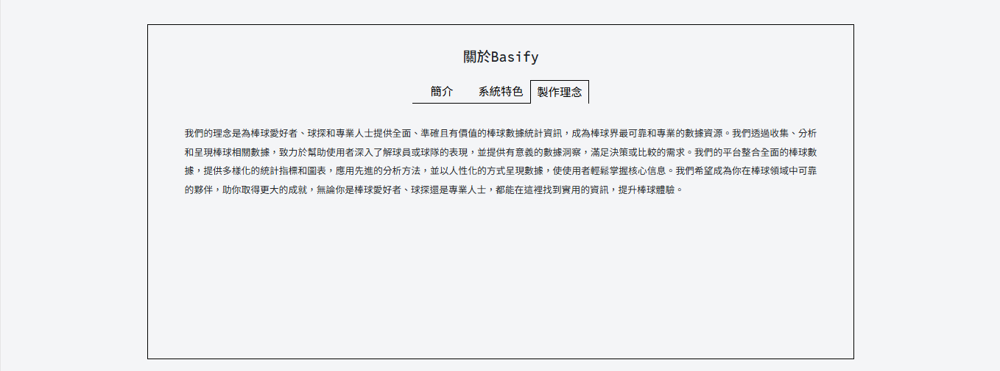 關於Basify
簡介 系統特色 製作理念
我們的理念是為棒球愛好者、球探和專業人士提供全面、準確且有價值的棒球數據統計資訊，成為棒球界最可靠和專業的數據資源。我們透過收集、分析
和呈現棒球相關數據，致力於幫助使用者深入了解球員或球隊的表現，並提供有意義的數據洞察，滿足決策或比較的需求。我們的平台整合全面的棒球數
據，提供多樣化的統計指標和圖表，應用先進的分析方法，並以人性化的方式呈現數據，使使用者輕鬆掌握核心信息。我們希望成為你在棒球領域中可靠
的夥伴，助你取得更大的成就，無論你是棒球愛好者、球探還是專業人士，都能在這裡找到實用的資訊，提升棒球體驗。